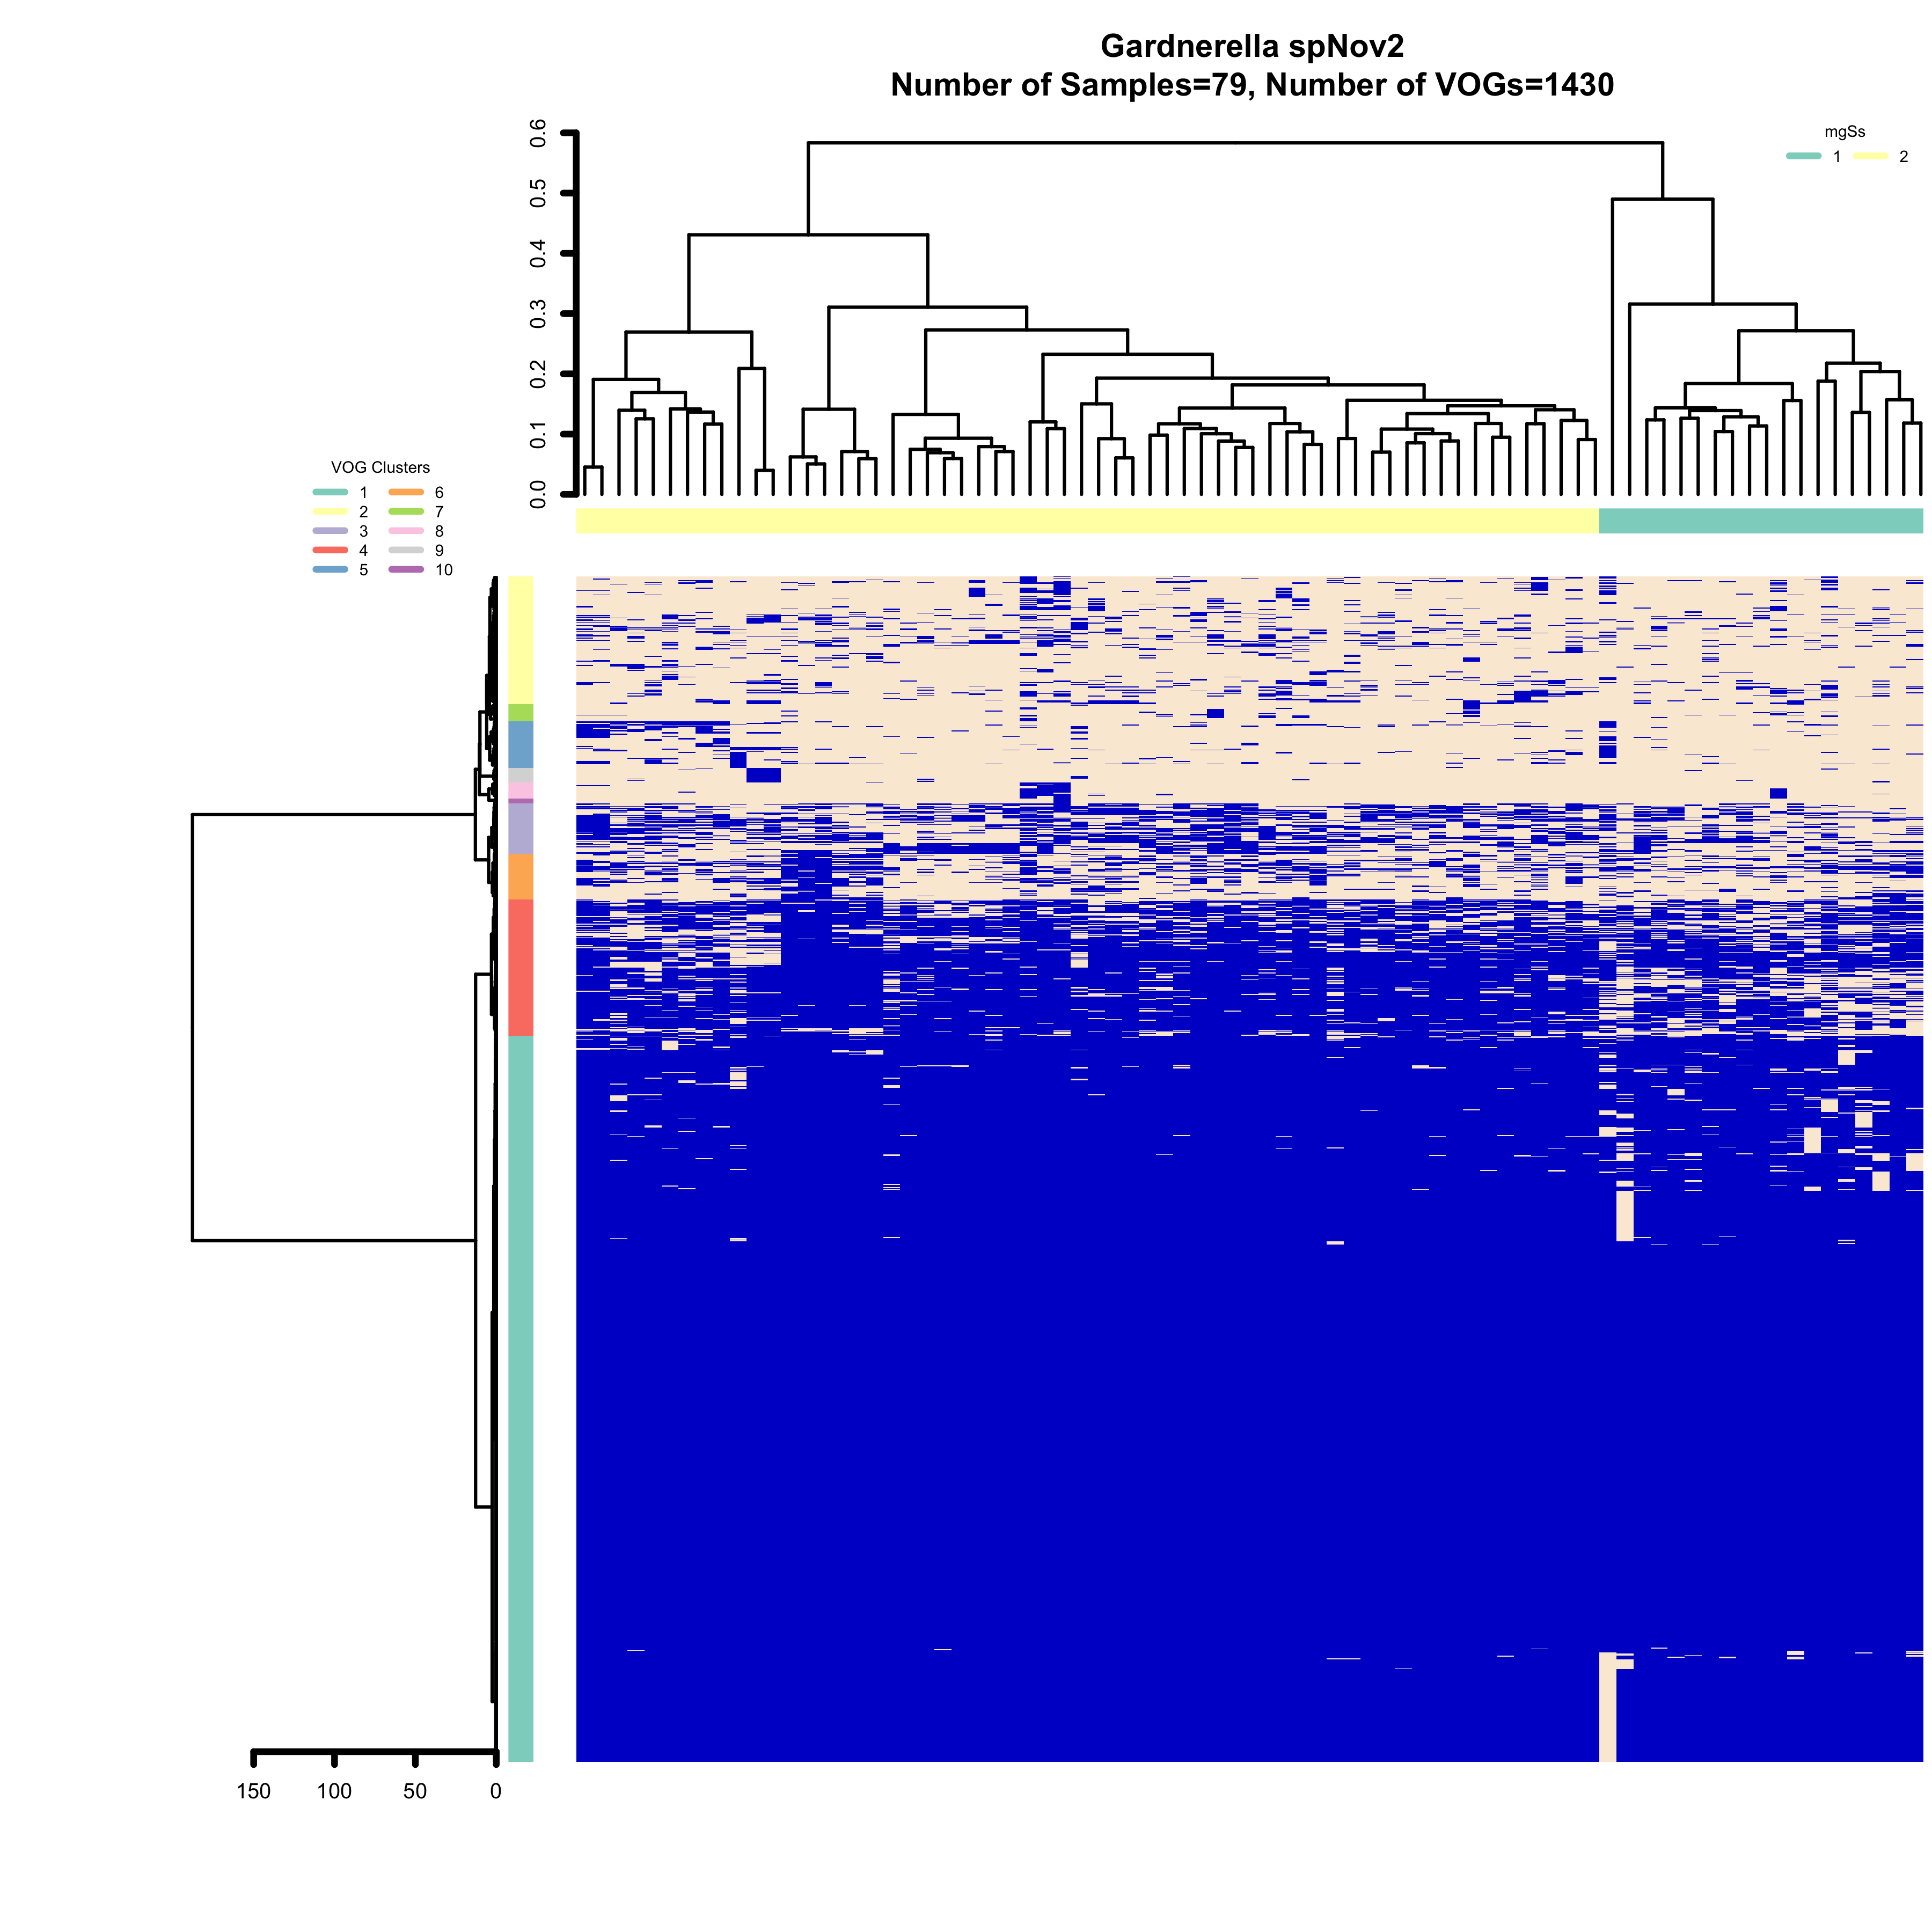 Gardnerella spNov2
Number of Samples=79, Number of VOGs=1430
mgSs
1 2
0.6
0.5
0.4
0.3
0.2
0.1
0.0
VOG Clusters
1 6
2 7
3 8
4 9
5 10
150 100 50 0